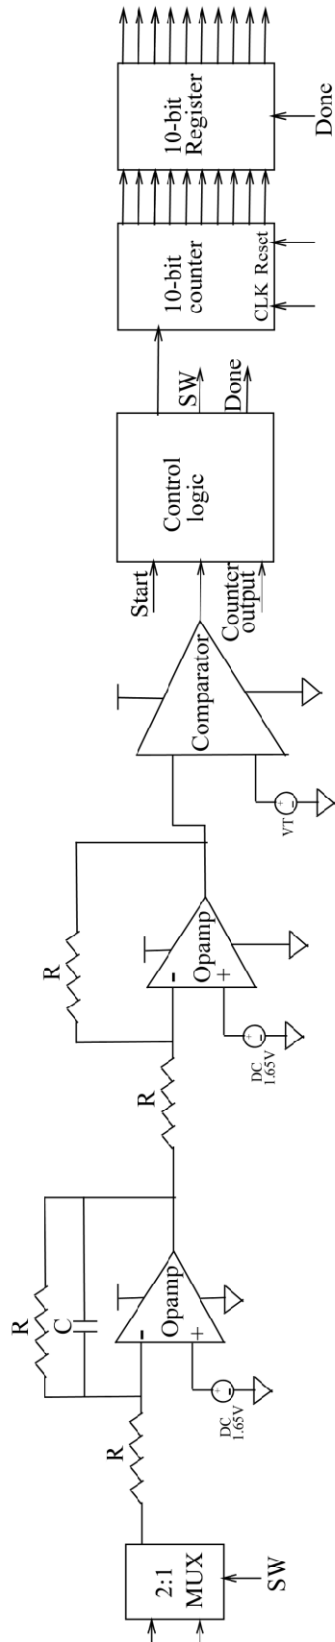 2:1
MUX
SW
R
R
C
-
Opamp
+
DC
1.65V
R
R
-
Opamp
+
DC
1.65V
Comparator
VT
Start
Counter
output
Control
logic
SW
Done
10-bit
counter
CLK Reset
10-bit
Register
Done